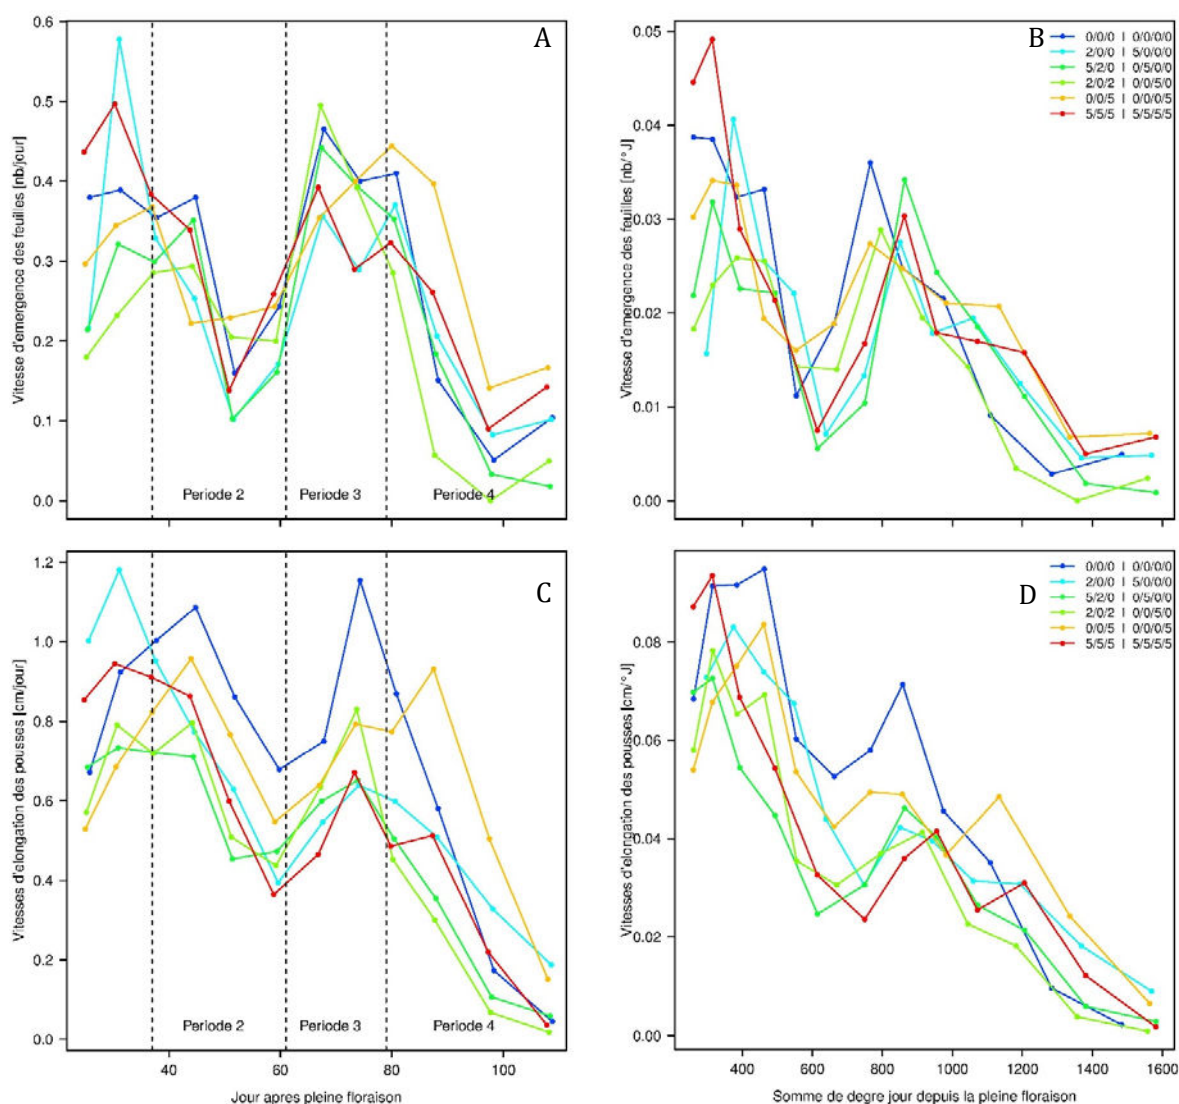 A
Vitesse d'emergence des feuilles [nb/jour]
0.6
0.5
0.4
0.3
0.2
0.1
0.0
Periode 2
Periode 3
Periode 4
B
Vitesse d'emergence des feuilles [nb/°J]
0.05
0.04
0.03
0.02
0.01
0.00
0/0/0 I 0/0/0/0
2/0/0 I 5/0/0/0
5/2/0 I 0/5/0/0
2/0/2 I 0/0/5/0
0/0/5 I 0/0/0/5
5/5/5 I 5/5/5/5
C
Vitesses d'elongation des pousses [cm/jour]
1.2
1.0
0.8
0.6
0.4
0.2
0.0
Periode 2
Periode 3
Periode 4
40
60
80
100
Jour apres pleine floraison
D
Vitesses d'elongation des pousses [cm/°J]
0.08
0.06
0.04
0.02
0.00
0/0/0 I 0/0/0/0
2/0/0 I 5/0/0/0
5/2/0 I 0/5/0/0
2/0/2 I 0/0/5/0
0/0/5 I 0/0/0/5
5/5/5 I 5/5/5/5
400
600
800
1000
1200
1400
1600
Somme de degre jour depuis la pleine floraison